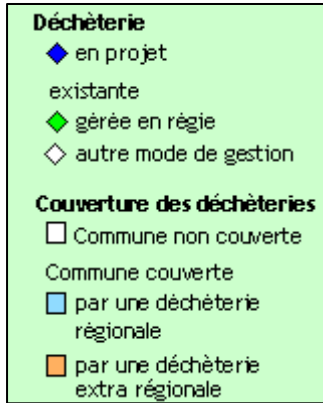 Déchèterie
en projet
existante
gérée en régie
autre mode de gestion
Couverture des déchèteries
Commune non couverte
Commune couverte
par une déchèterie
régionale
par une déchèterie
extra régionale